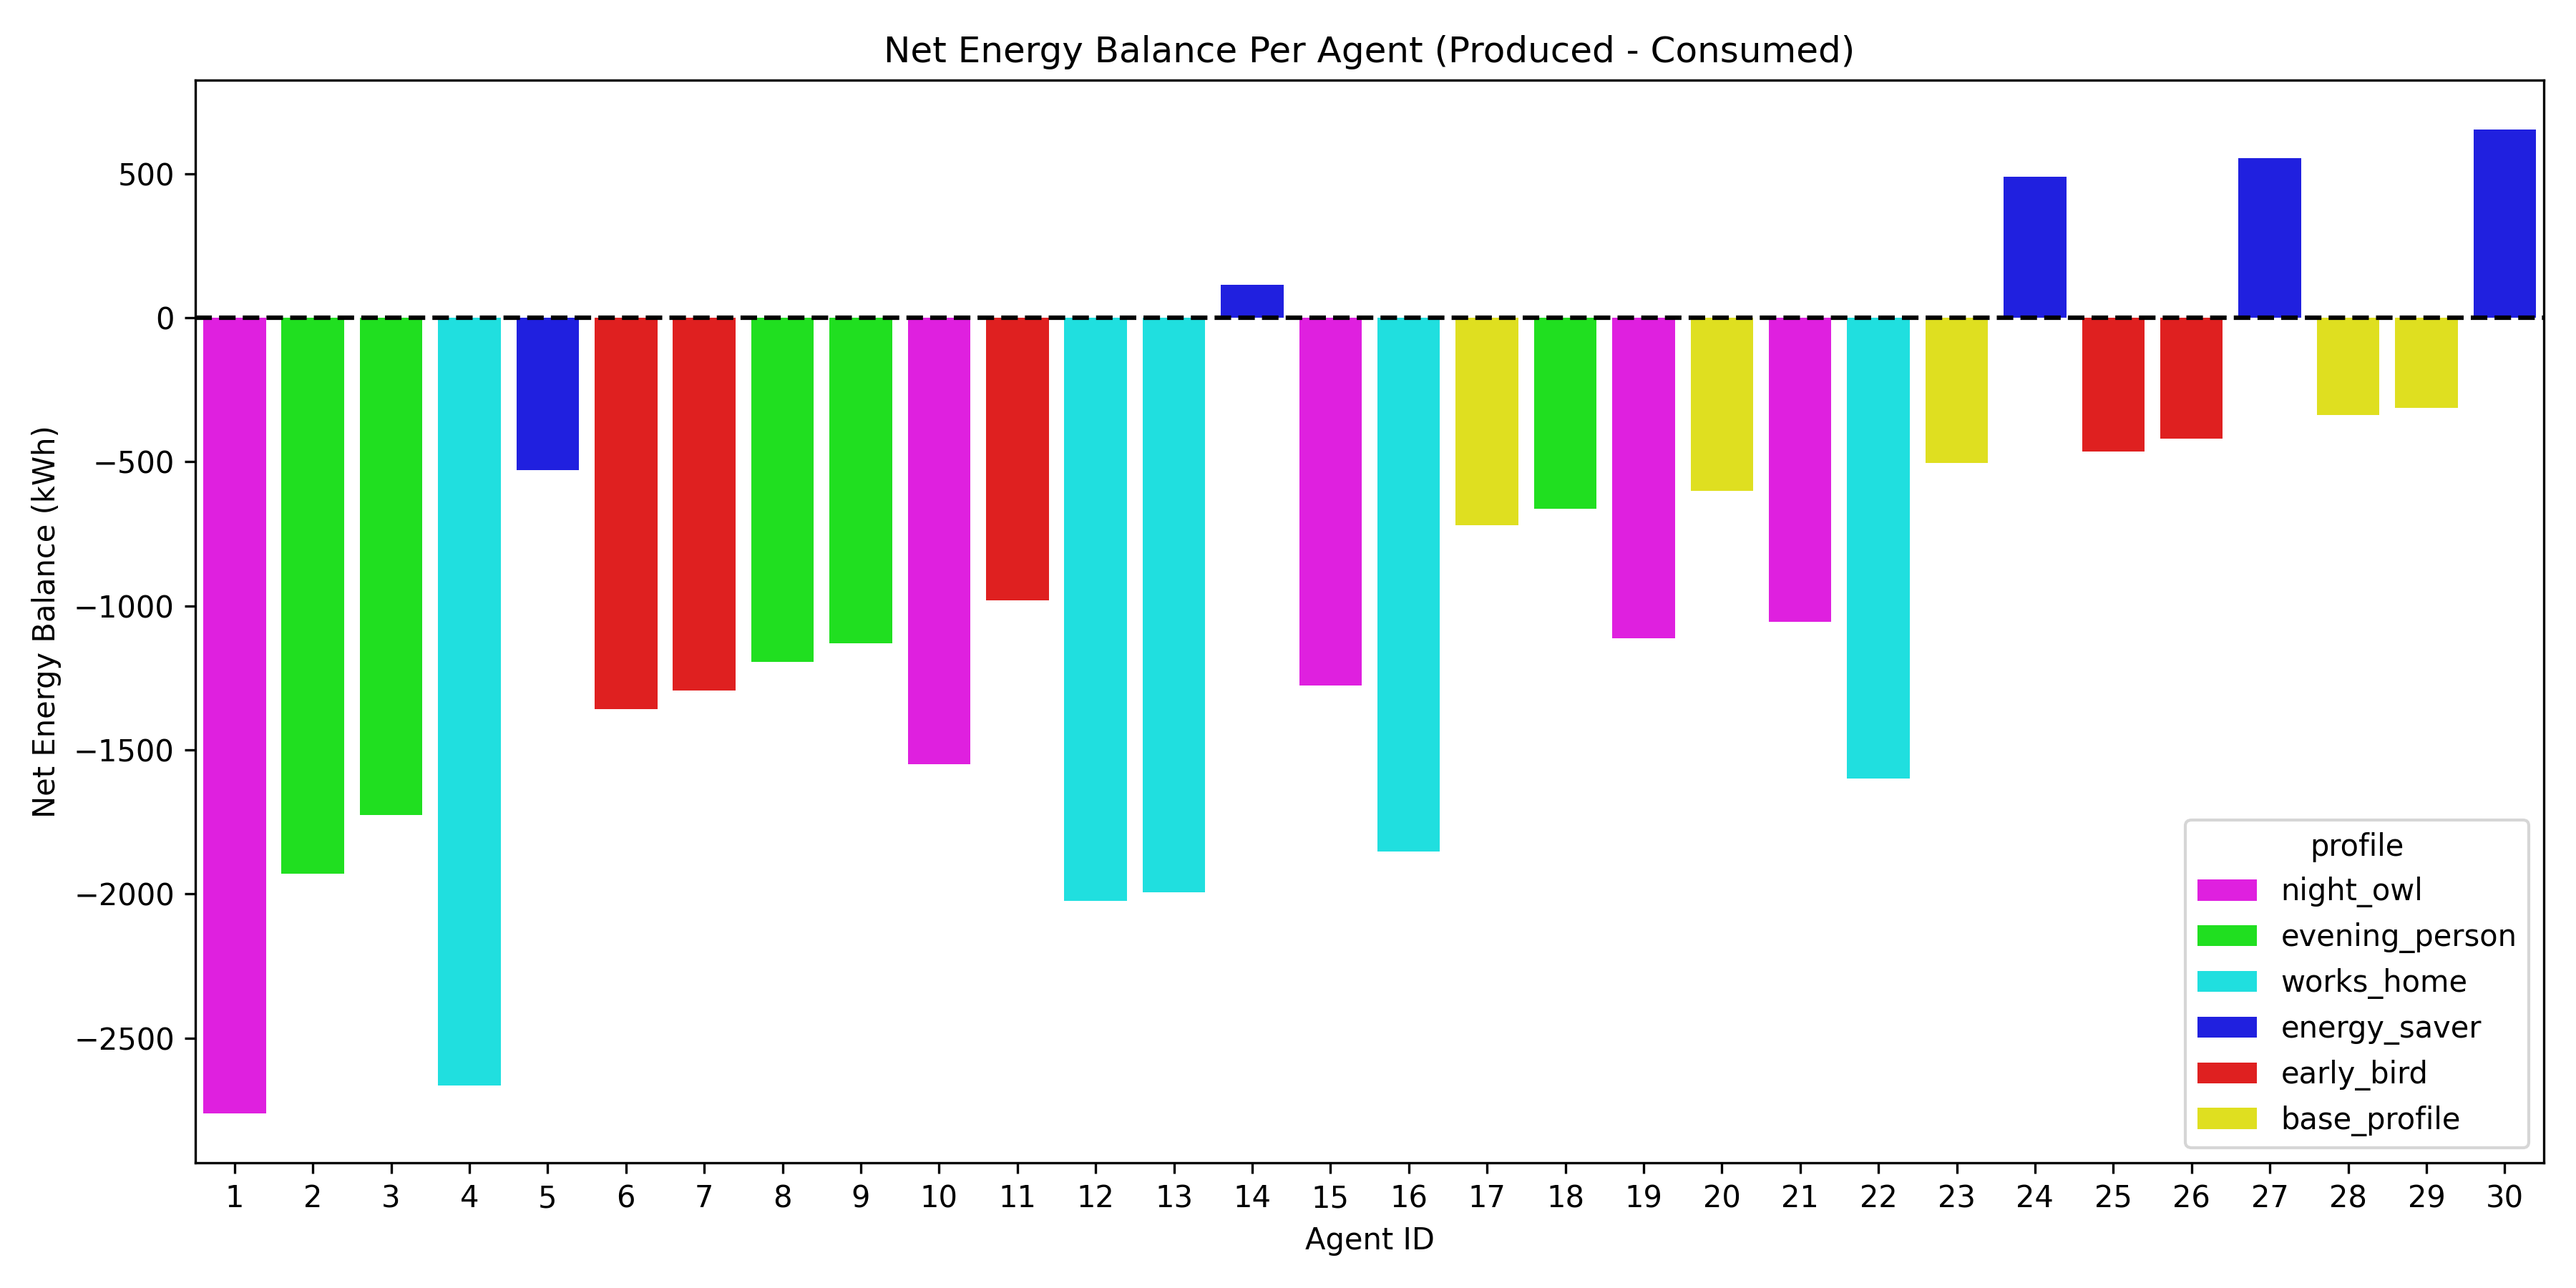 Net Energy Balance Per Agent (Produced - Consumed)
Net Energy Balance (kWh)
500
0
−500
−1000
−1500
−2000
−2500
profile
night_owl
evening_person
works_home
energy_saver
early_bird
base_profile
1 2 3 4 5 6 7 8 9 10 11 12 13 14 15 16 17 18 19 20 21 22 23 24 25 26 27 28 29 30
Agent ID